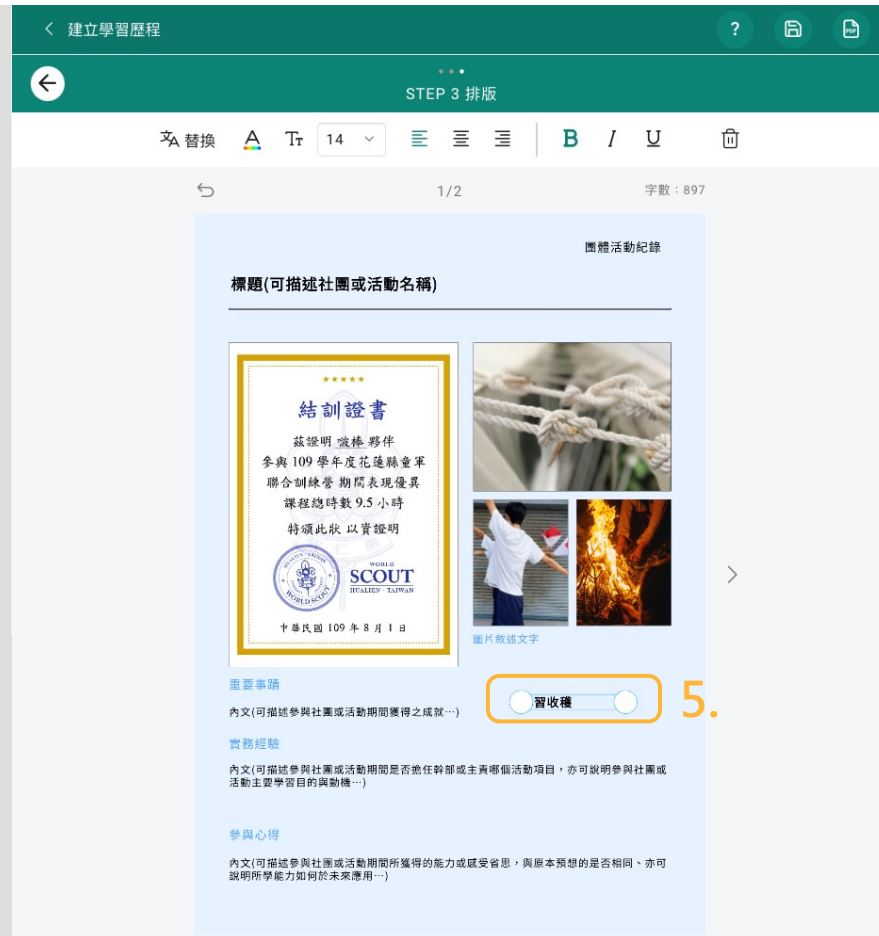 建立學習歷程
?
PDF
STEP 3 排版
替換
14
B I U
1/2
字數:897
團體活動紀錄
標題(可描述社團或活動名稱)
結訓證書
茲證明 啵棒 夥伴
參與 109 學年度花蓮縣童軍
聯合訓練營 期間表現優異
課程總時數 9.5 小時
特頒此狀 以資證明
WORLD
SCOUT
HUALIEN · TAIWAN
中華民國 109 年 8 月 1 日
圖片敘述文字
重要事蹟
內文(可描述參與社團或活動期間獲得之成就⋯)
習收穫
5.
實務經驗
內文(可描述參與社團或活動期間是否擔任幹部或主責哪個活動項目,亦可說明參與社團或
活動主要學習目的與動機⋯)
參與心得
內文(可描述參與社團或活動期間所獲得的能力或感受省思,與原本預想的是否相同、亦可
說明所學能力如何於未來應用⋯)